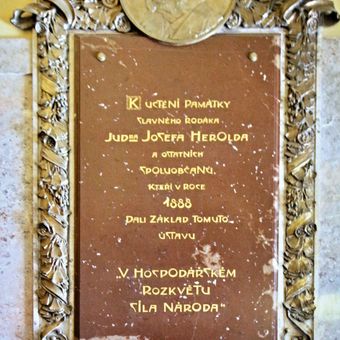 K UCTĚNÍ PAMÁTKY
SLAVNÉHO RODÁKA
JUDRA JOSEFA HEROLDA
A OSTATNÍCH
SPOLUOBČANŮ,
KTEŘÍ V ROCE
1888
DALI ZÁKLAD TOMUTO
ÚSTAVU
„V HOSPODÁŘSKÉM
ROZKVĚTU
SÍLA NÁRODA"